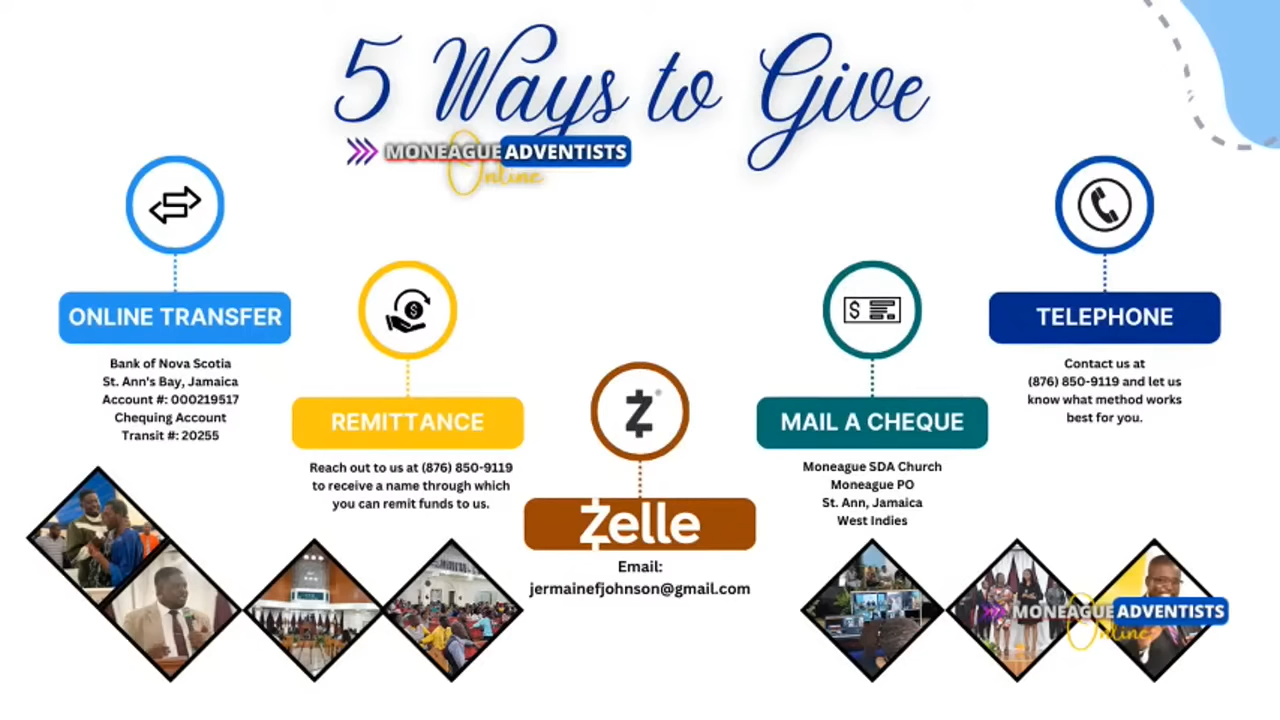 5 Ways to Give
MONEAGUE ADVENTISTS
Online
ONLINE TRANSFER
Bank of Nova Scotia
St. Ann's Bay, Jamaica
Account #: 000219517
Chequing Account
Transit #: 20255
REMITTANCE
Reach out to us at (876) 850-9119
to receive a name through which
you can remit funds to us.
Zelle
Email:
jermainefjohnson@gmail.com
$
MAIL A CHEQUE
Moneague SDA Church
Moneague PO
St. Ann, Jamaica
West Indies
TELEPHONE
Contact us at
(876) 850-9119 and let us
know what method works
best for you.
MONEAGUE ADVENTISTS
Online